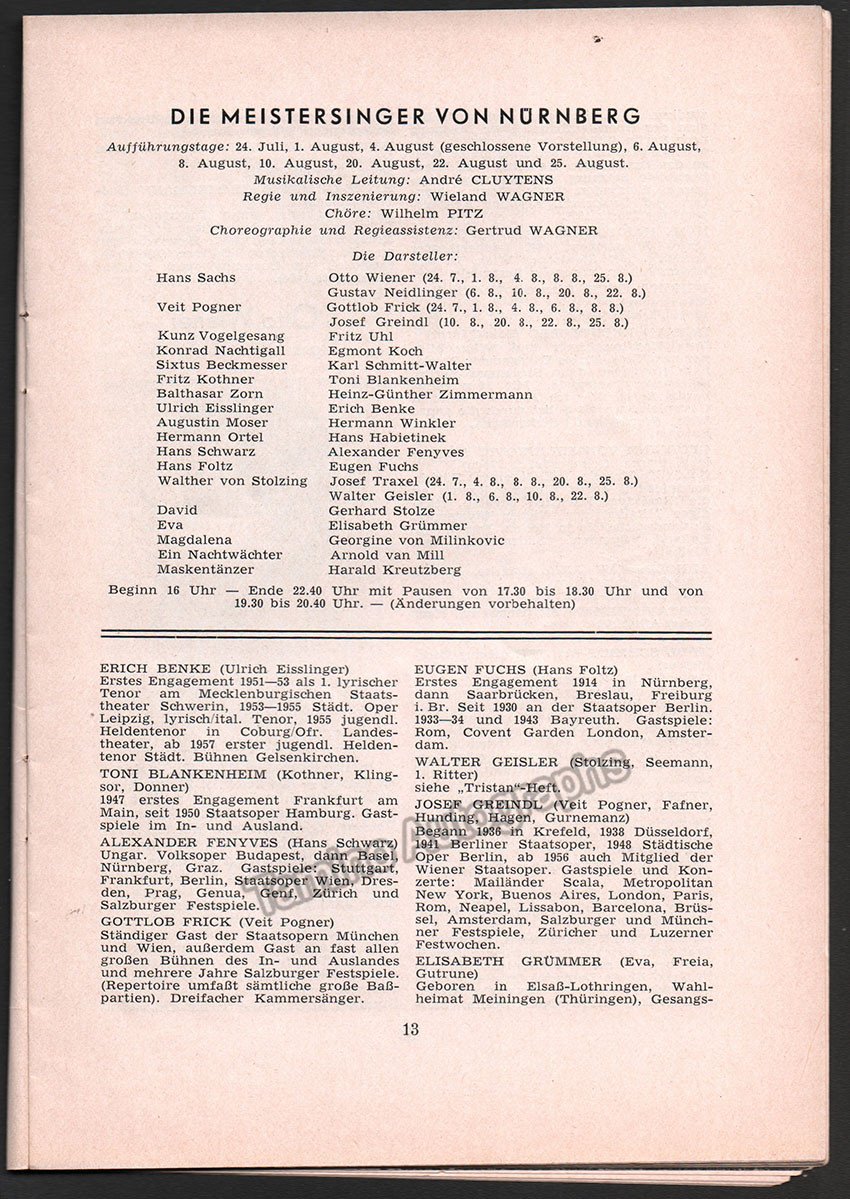 DIE MEISTERSINGER VON NÜRNBERG
Aufführungstage: 24. Juli, 1. August, 4. August (geschlossene Vorstellung), 6. August,
8. August, 10. August, 20. August, 22. August und 25. August.
Musikalische Leitung: André CLUYTENS
Regie und Inszenierung: Wieland WAGNER
Chöre: Wilhelm PITZ
Choreographie und Regieassistenz: Gertrud WAGNER
Die Darsteller:
Hans Sachs Otto Wiener (24. 7., 1. 8., 4. 8., 8. 8., 25. 8.)
Gustav Neidlinger (6. 8., 10. 8., 20. 8., 22. 8.)
Veit Pogner Gottlob Frick (24. 7., 1. 8., 4. 8., 6. 8., 8. 8.)
Josef Greindl (10. 8., 20. 8., 22. 8., 25. 8.)
Kunz Vogelgesang Fritz Uhl
Konrad Nachtigall Egmont Koch
Sixtus Beckmesser Karl Schmitt-Walter
Fritz Kothner Toni Blankenheim
Balthasar Zorn Heinz-Günther Zimmermann
Ulrich Eisslinger Erich Benke
Augustin Moser Hermann Winkler
Hermann Ortel Hans Habietinek
Hans Schwarz Alexander Fenyves
Hans Foltz Eugen Fuchs
Walther von Stolzing Josef Traxel (24. 7., 4. 8., 8. 8., 20. 8., 25. 8.)
Walter Geisler (1. 8., 6. 8., 10. 8., 22. 8.)
David Gerhard Stolze
Eva Elisabeth Grümmer
Magdalena Georgine von Milinkovic
Ein Nachtwächter Arnold van Mill
Maskentänzer Harald Kreutzberg
Beginn 16 Uhr — Ende 22.40 Uhr mit Pausen von 17.30 bis 18.30 Uhr und von
19.30 bis 20.40 Uhr. — (Änderungen vorbehalten)
ERICH BENKE (Ulrich Eisslinger)
Erstes Engagement 1951—53 als 1. lyrischer
Tenor am Mecklenburgischen Staats-
theater Schwerin, 1953—1955 Städt. Oper
Leipzig, lyrisch/ital. Tenor, 1955 jugendl.
Heldentenor in Coburg/Ofr. Landes-
theater, ab 1957 erster jugendl. Helden-
tenor Städt. Bühnen Gelsenkirchen.
TONI BLANKENHEIM (Kothner, Kling-
sor, Donner)
1947 erstes Engagement Frankfurt am
Main, seit 1950 Staatsoper Hamburg. Gast-
spiele im In- und Ausland.
ALEXANDER FENYVES (Hans Schwarz)
Ungar. Volksoper Budapest, dann Basel,
Nürnberg, Graz. Gastspiele: Stuttgart,
Frankfurt, Berlin, Staatsoper Wien, Dres-
den, Prag, Genua, Genf, Zürich und
Salzburger Festspiele.
GOTTLOB FRICK (Veit Pogner)
Ständiger Gast der Staatsopern München
und Wien, außerdem Gast an fast allen
großen Bühnen des In- und Auslandes
und mehrere Jahre Salzburger Festspiele.
(Repertoire umfaßt sämtliche große Baß-
partien). Dreifacher Kammersänger.
EUGEN FUCHS (Hans Foltz)
Erstes Engagement 1914 in Nürnberg,
dann Saarbrücken, Breslau, Freiburg
i. Br. Seit 1930 an der Staatsoper Berlin.
1933—34 und 1943 Bayreuth. Gastspiele:
Rom, Covent Garden London, Amster-
dam.
WALTER GEISLER (Stolzing, Seemann,
1. Ritter)
siehe „Tristan"-Heft.
JOSEF GREINDL (Veit Pogner, Fafner,
Hunding, Hagen, Gurnemanz)
Begann 1936 in Krefeld, 1938 Düsseldorf,
1941 Berliner Staatsoper, 1948 Städtische
Oper Berlin, ab 1956 auch Mitglied der
Wiener Staatsoper. Gastspiele und Kon-
zerte: Mailänder Scala, Metropolitan
New York, Buenos Aires, London, Paris,
Rom, Neapel, Lissabon, Barcelona, Brüs-
sel, Amsterdam, Salzburger und Münch-
ner Festspiele, Züricher und Luzerner
Festwochen.
ELISABETH GRÜMMER (Eva, Freia,
Gutrune)
Geboren in Elsaß-Lothringen, Wahl-
heimat Meiningen (Thüringen), Gesangs-
13
Tamino Autographs